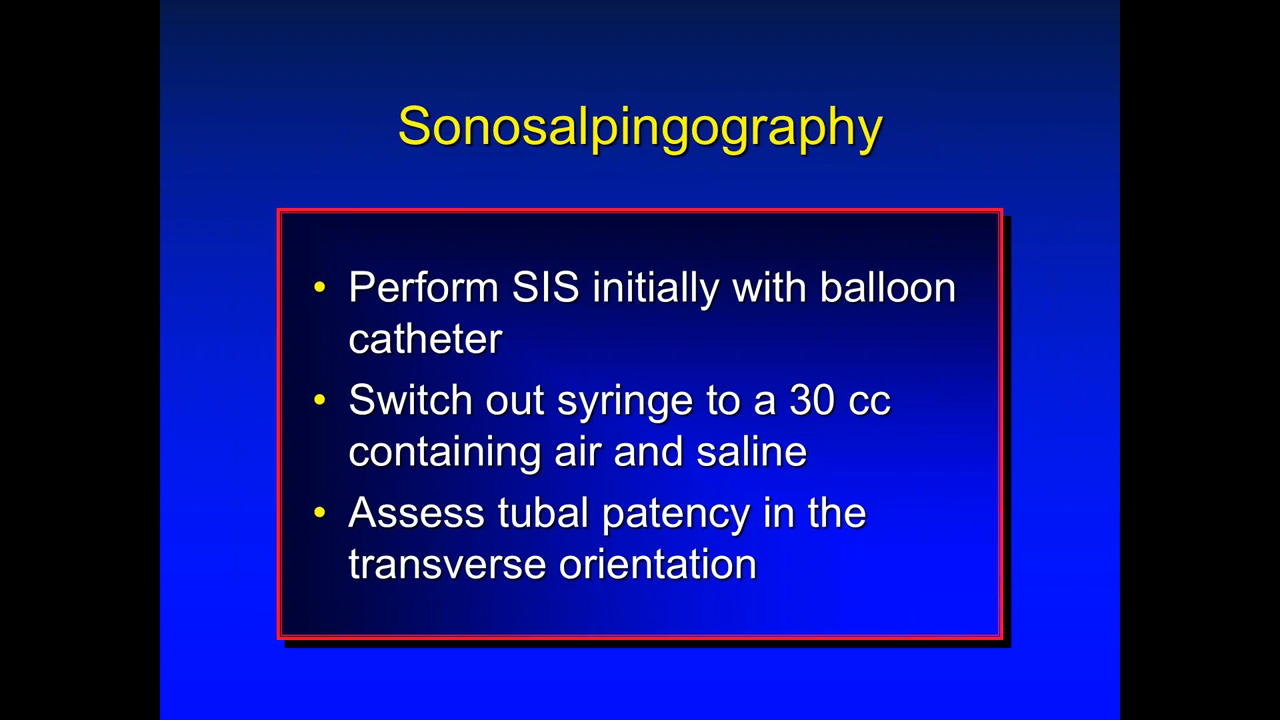 Sonosalpingography
• Perform SIS initially with balloon
catheter
• Switch out syringe to a 30 cc
containing air and saline
• Assess tubal patency in the
transverse orientation